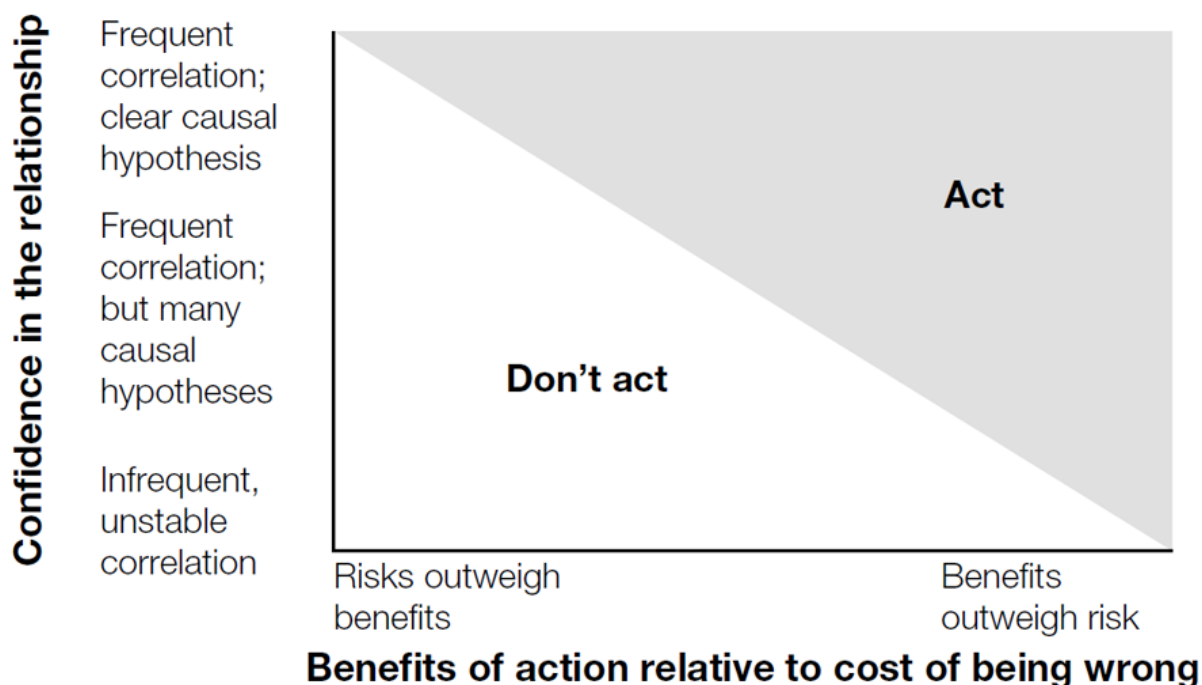 Confidence in the relationship
Frequent
correlation;
clear causal
hypothesis
Frequent
correlation;
but many
causal
hypotheses
Infrequent,
unstable
correlation
Act
Don’t act
Risks outweigh
benefits
Benefits
outweigh risk
Benefits of action relative to cost of being wrong